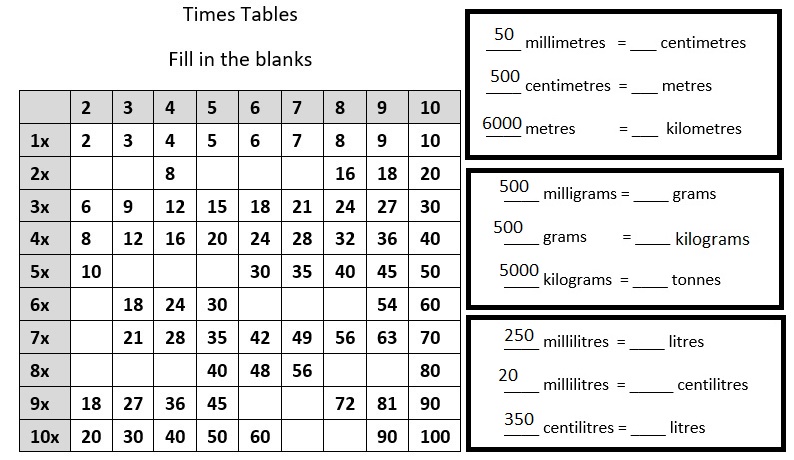 Times Tables
Fill in the blanks
2 3 4 5 6 7 8 9 10
1x 2 3 4 5 6 7 8 9 10
2x 8 16 18 20
3x 6 9 12 15 18 21 24 27 30
4x 8 12 16 20 24 28 32 36 40
5x 10 30 35 40 45 50
6x 18 24 30 54 60
7x 21 28 35 42 49 56 63 70
8x 40 48 56 80
9x 18 27 36 45 72 81 90
10x 20 30 40 50 60 90 100
50 millimetres = ___ centimetres
500 centimetres = ___ metres
6000 metres = ___ kilometres
500 milligrams = ____ grams
500 grams = ____ kilograms
5000 kilograms = ____ tonnes
250 millilitres = ____ litres
20 millilitres = _____ centilitres
350 centilitres = ____ litres